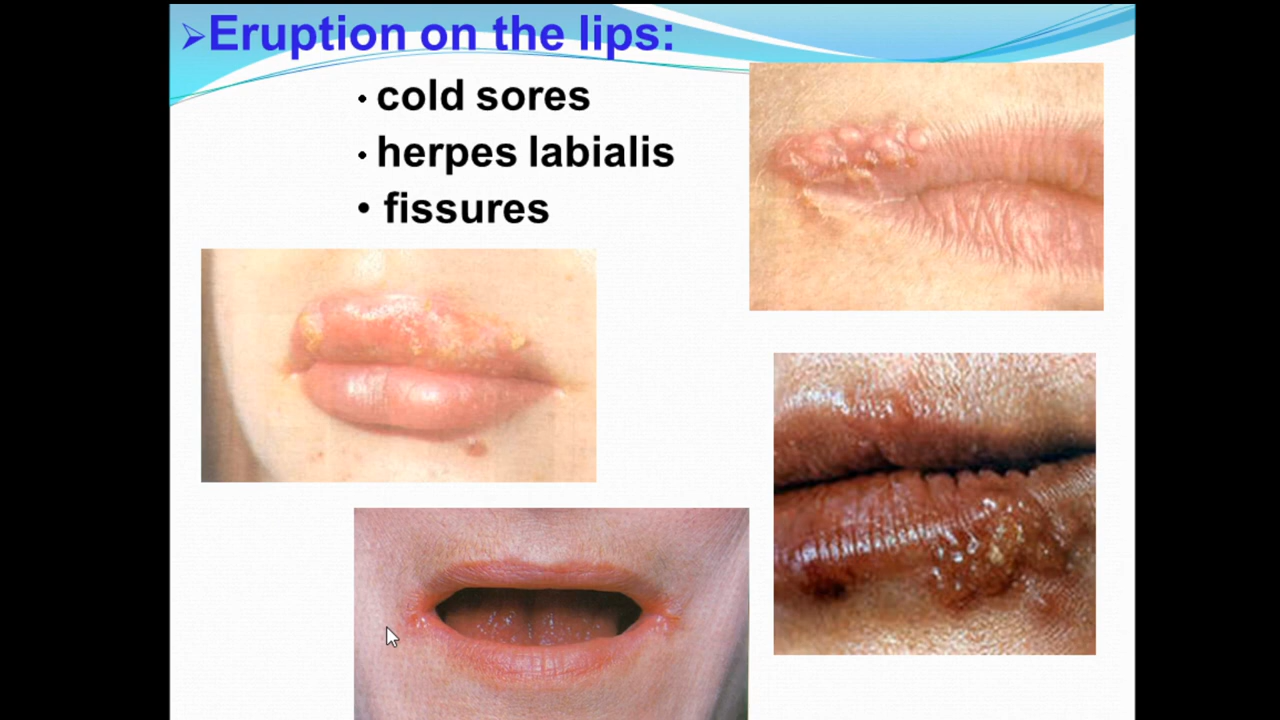 ➢Eruption on the lips:
• cold sores
• herpes labialis
• fissures